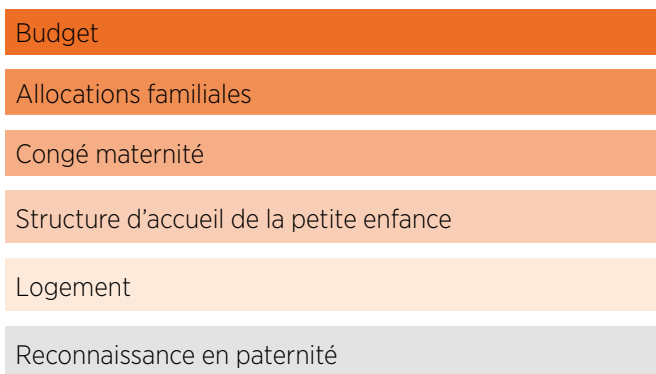 Budget
Allocations familiales
Congé maternité
Structure d'accueil de la petite enfance
Logement
Reconnaissance en paternité